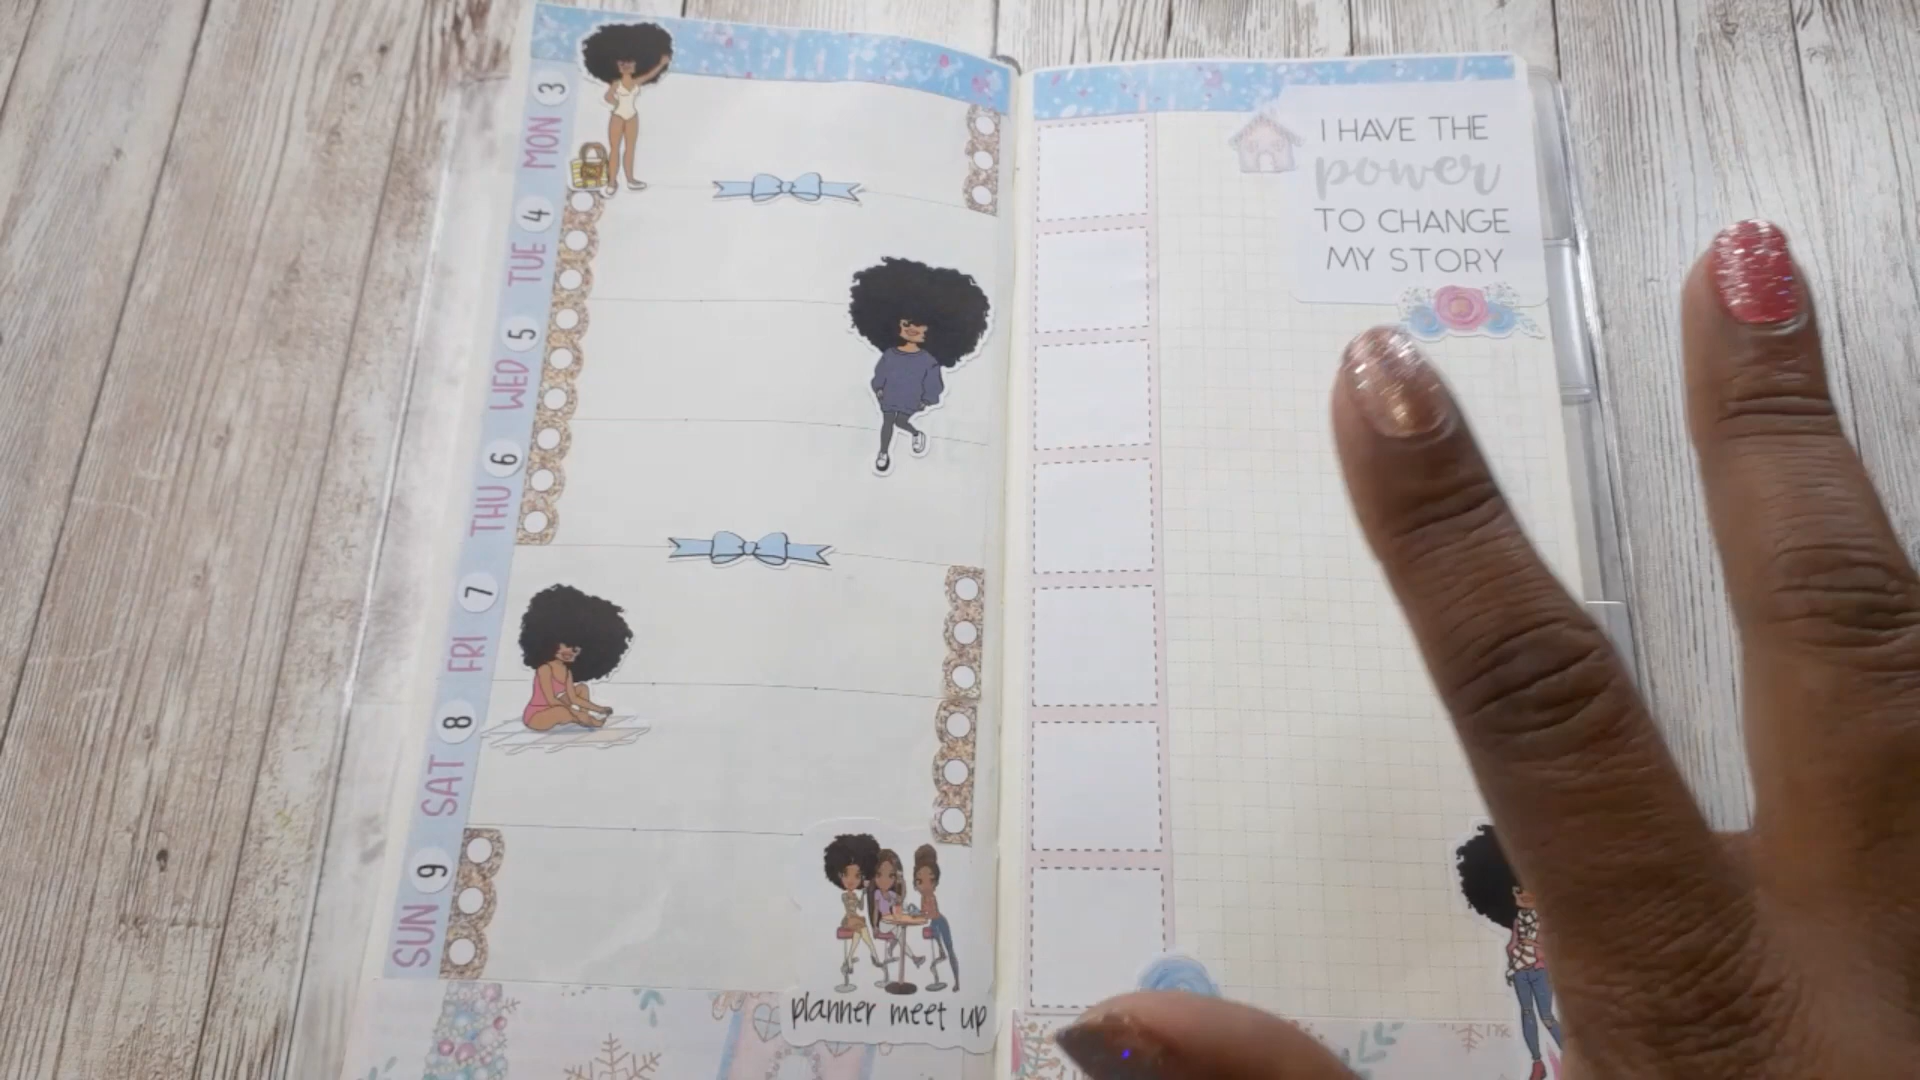 MON 3
TUE 4
WED 5
THU 6
FRI 7
SAT 8
SUN 9
planner meet up
I HAVE THE
power
TO CHANGE
MY STORY